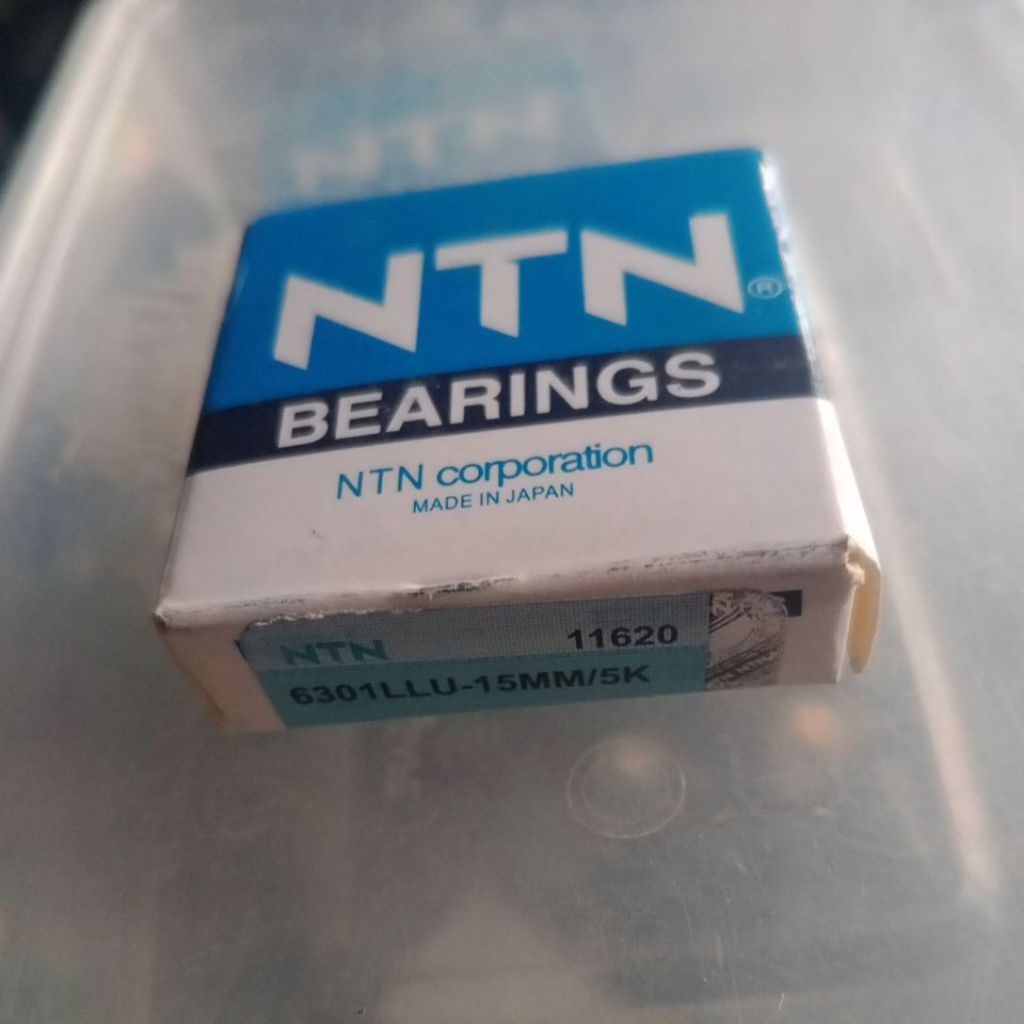 NTN®
BEARINGS
NTN corporation
MADE IN JAPAN
NTN 11620
6301LLU-15MM/5K